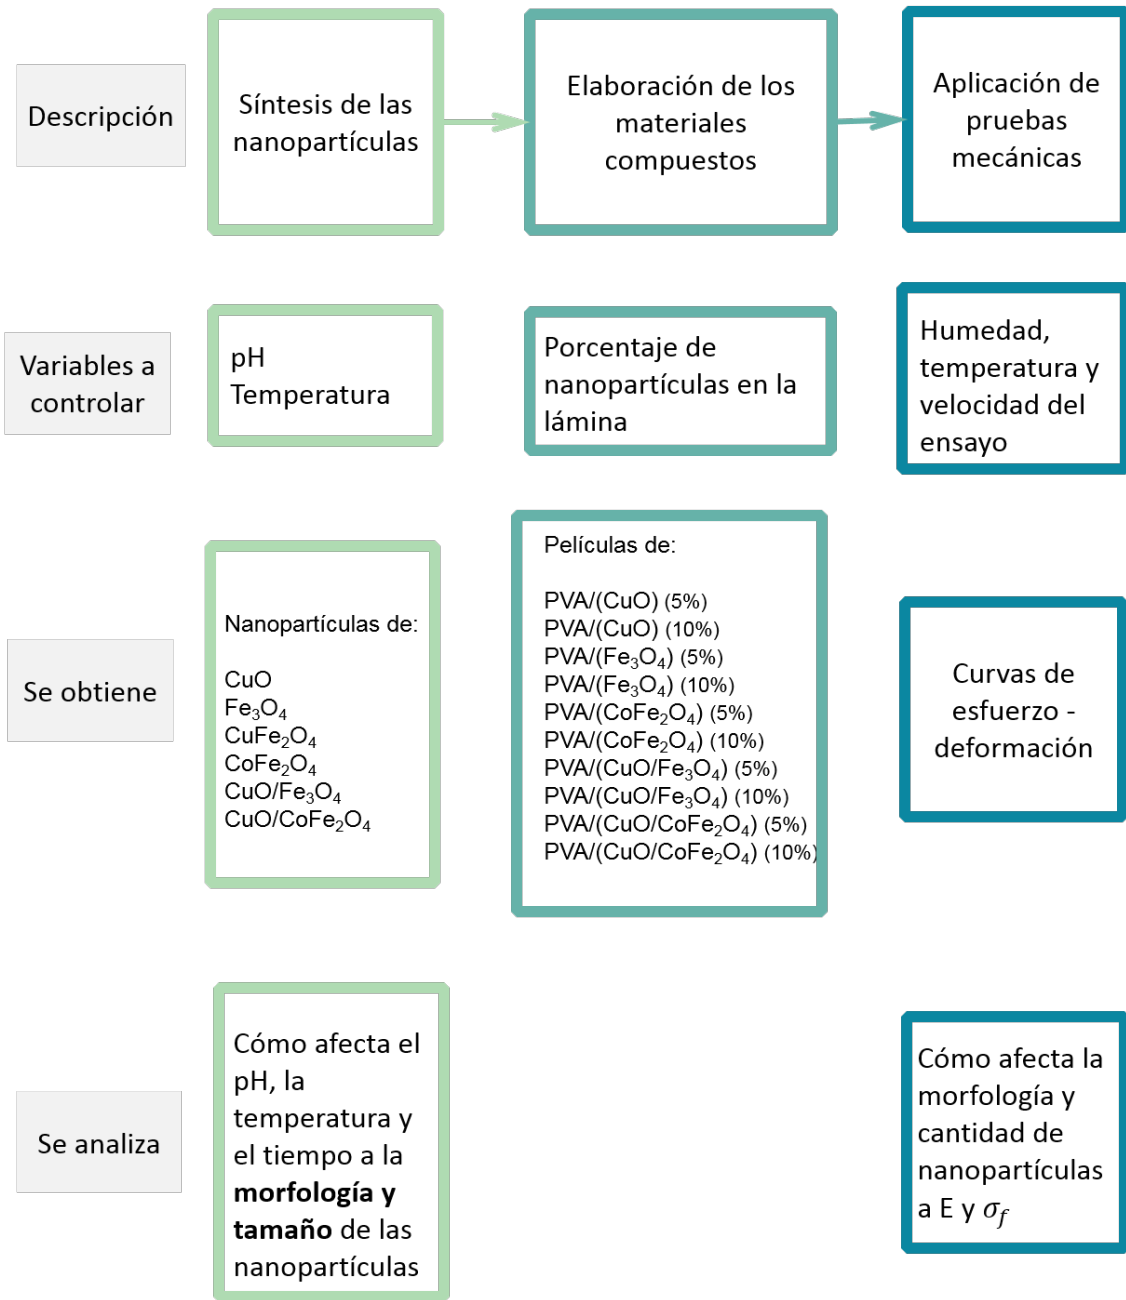 Descripción
Síntesis de las
nanopartículas
Elaboración de los
materiales
compuestos
Aplicación de
pruebas
mecánicas
Variables a
controlar
pH
Temperatura
Porcentaje de
nanopartículas en la
lámina
Humedad,
temperatura y
velocidad del
ensayo
Se obtiene
Nanopartículas de:
CuO
Fe₃O₄
CuFe₂O₄
CoFe₂O₄
CuO/Fe₃O₄
CuO/CoFe₂O₄
Películas de:
PVA/(CuO) (5%)
PVA/(CuO) (10%)
PVA/(Fe₃O₄) (5%)
PVA/(Fe₃O₄) (10%)
PVA/(CoFe₂O₄) (5%)
PVA/(CoFe₂O₄) (10%)
PVA/(CuO/Fe₃O₄) (5%)
PVA/(CuO/Fe₃O₄) (10%)
PVA/(CuO/CoFe₂O₄) (5%)
PVA/(CuO/CoFe₂O₄) (10%)
Curvas de
esfuerzo -
deformación
Se analiza
Cómo afecta el
pH, la
temperatura y
el tiempo a la
morfología y
tamaño de las
nanopartículas
Cómo afecta la
morfología y
cantidad de
nanopartículas
a E y σ_f